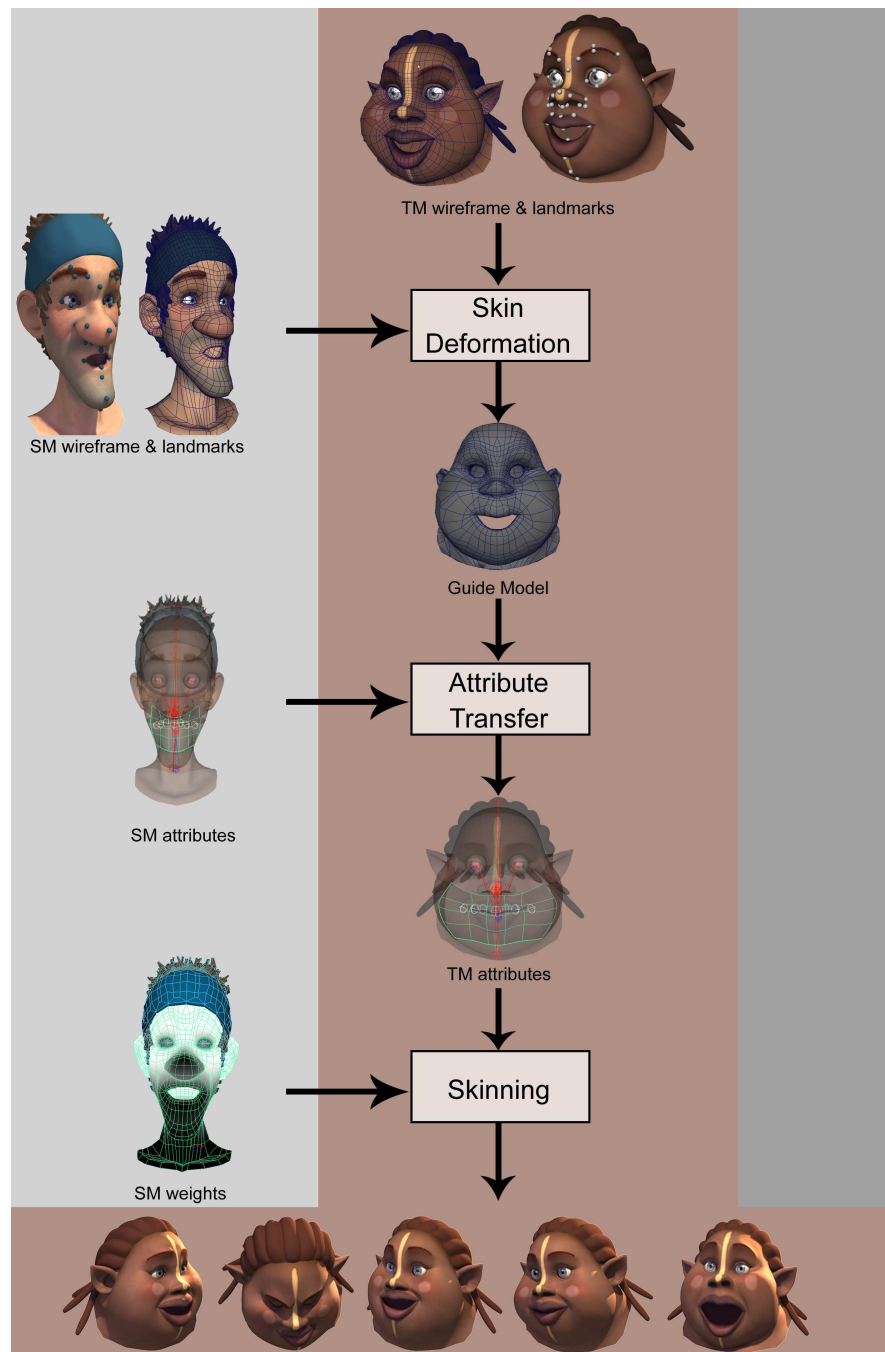 TM wireframe & landmarks
Skin
Deformation
SM wireframe & landmarks
Guide Model
Attribute
Transfer
SM attributes
TM attributes
Skinning
SM weights